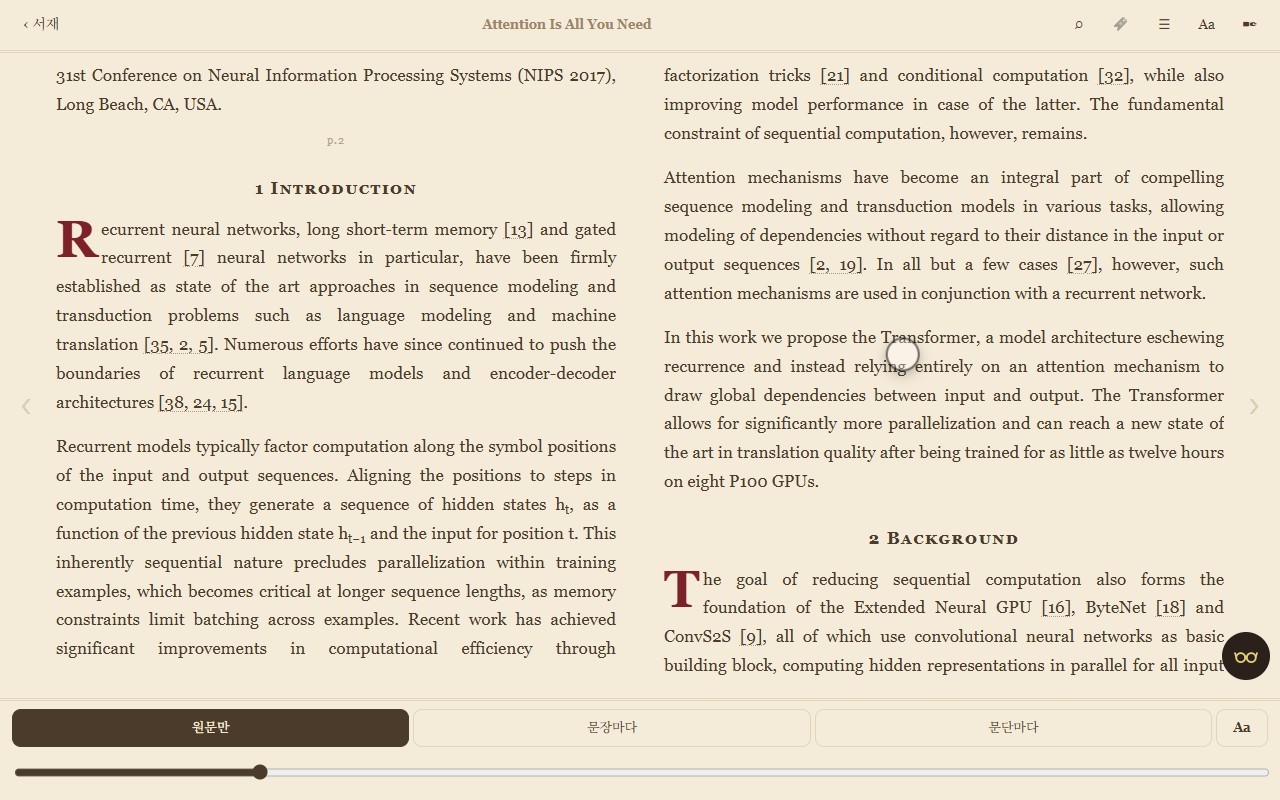 ‹ 서재
Attention Is All You Need
Aa
31st Conference on Neural Information Processing Systems (NIPS 2017),
Long Beach, CA, USA.
p.2
1 INTRODUCTION
Recurrent neural networks, long short-term memory [13] and gated
recurrent [7] neural networks in particular, have been firmly
established as state of the art approaches in sequence modeling and
transduction problems such as language modeling and machine
translation [35, 2, 5]. Numerous efforts have since continued to push the
boundaries of recurrent language models and encoder-decoder
architectures [38, 24, 15].
Recurrent models typically factor computation along the symbol positions
of the input and output sequences. Aligning the positions to steps in
computation time, they generate a sequence of hidden states hₜ, as a
function of the previous hidden state hₜ₋₁ and the input for position t. This
inherently sequential nature precludes parallelization within training
examples, which becomes critical at longer sequence lengths, as memory
constraints limit batching across examples. Recent work has achieved
significant improvements in computational efficiency through
factorization tricks [21] and conditional computation [32], while also
improving model performance in case of the latter. The fundamental
constraint of sequential computation, however, remains.
Attention mechanisms have become an integral part of compelling
sequence modeling and transduction models in various tasks, allowing
modeling of dependencies without regard to their distance in the input or
output sequences [2, 19]. In all but a few cases [27], however, such
attention mechanisms are used in conjunction with a recurrent network.
In this work we propose the Transformer, a model architecture eschewing
recurrence and instead relying entirely on an attention mechanism to
draw global dependencies between input and output. The Transformer
allows for significantly more parallelization and can reach a new state of
the art in translation quality after being trained for as little as twelve hours
on eight P100 GPUs.
2 BACKGROUND
The goal of reducing sequential computation also forms the
foundation of the Extended Neural GPU [16], ByteNet [18] and
ConvS2S [9], all of which use convolutional neural networks as basic
building block, computing hidden representations in parallel for all input
원문만
문장마다
문단마다
Aa